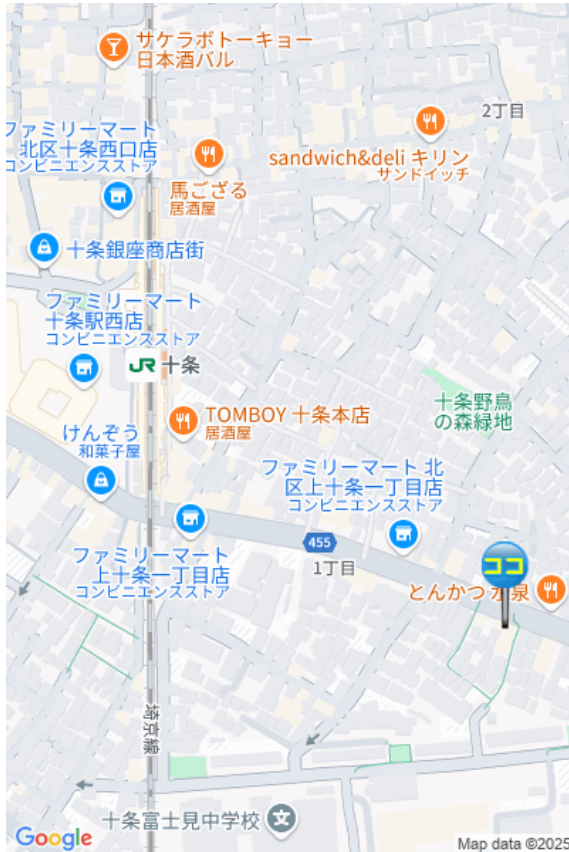 サケラボトーキョー
日本酒バル
2丁目
ファミリーマート
北区十条西口店
コンビニエンスストア
sandwich&deli キリン
サンドイッチ
馬ござる
居酒屋
十条銀座商店街
ファミリーマート
十条駅西店
コンビニエンスストア
JR 十条
十条野鳥
の森緑地
TOMBOY 十条本店
居酒屋
けんぞう
和菓子屋
ファミリーマート 北
区上十条一丁目店
コンビニエンスストア
455
ファミリーマート
上十条一丁目店
コンビニエンスストア
1丁目
ココ
とんかつ
泉
埼京線
十条富士見中学校
文
Google
Map data ©2025